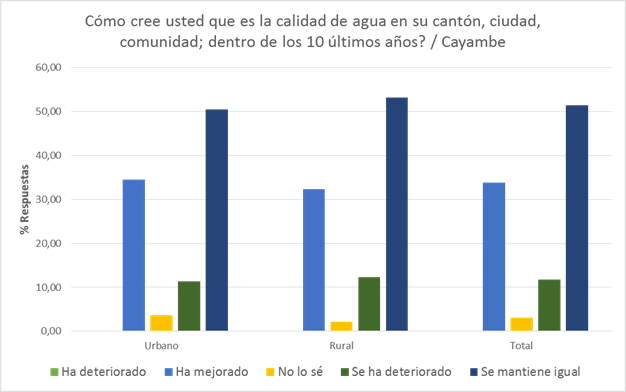 Cómo cree usted que es la calidad de agua en su cantón, ciudad,
comunidad; dentro de los 10 últimos años? / Cayambe
60,00
50,00
40,00
30,00
20,00
10,00
0,00
% Respuestas
Urbano Rural Total
Ha deteriorado Ha mejorado No lo sé Se ha deteriorado Se mantiene igual